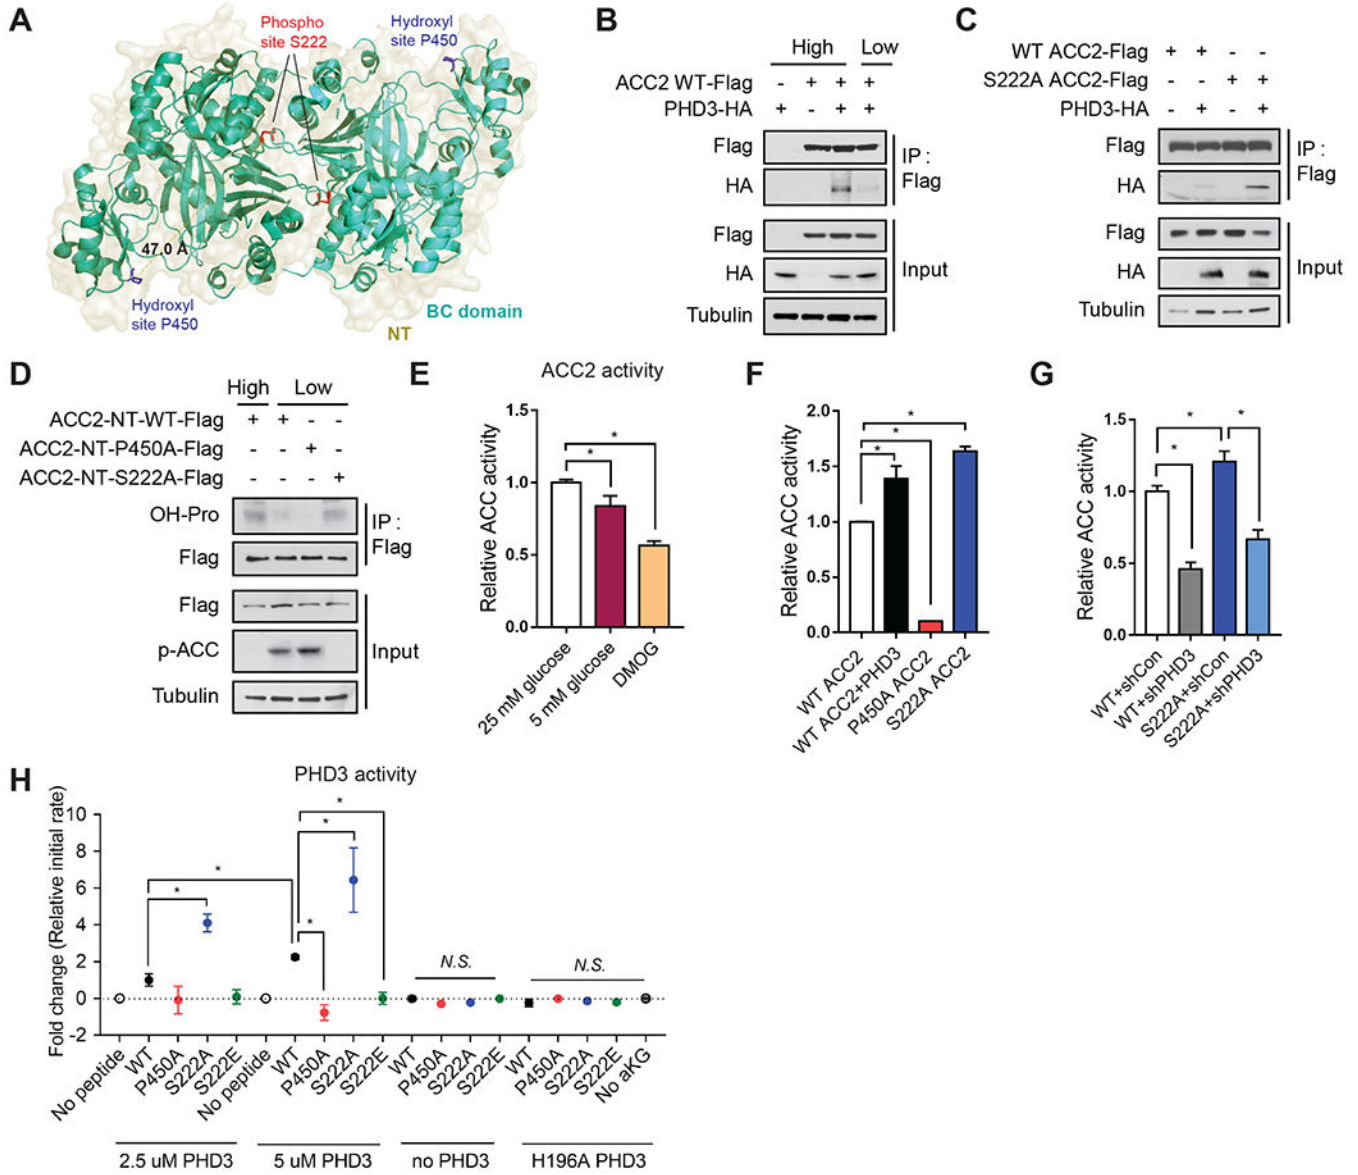 A
Phospho
site S222
Hydroxyl
site P450
47.0 Å
Hydroxyl
site P450
BC domain
NT
B
High Low
ACC2 WT-Flag - + + +
PHD3-HA + - + +
Flag
HA
IP :
Flag
Flag
HA
Tubulin
Input
C
WT ACC2-Flag + + - -
S222A ACC2-Flag - - + +
PHD3-HA - + - +
Flag
HA
IP :
Flag
Flag
HA
Tubulin
Input
D
High Low
ACC2-NT-WT-Flag + + - -
ACC2-NT-P450A-Flag - - + -
ACC2-NT-S222A-Flag - - - +
OH-Pro
Flag
IP :
Flag
Flag
p-ACC
Tubulin
Input
E
ACC2 activity
Relative ACC activity
1.5
1.0
0.5
0.0
*
*
25 mM glucose
5 mM glucose
DMOG
F
Relative ACC activity
2.0
1.5
1.0
0.5
0.0
*
*
*
WT ACC2
WT ACC2+PHD3
P450A ACC2
S222A ACC2
G
Relative ACC activity
1.5
1.0
0.5
0.0
* *
*
WT+shCon
WT+shPHD3
S222A+shCon
S222A+shPHD3
H
PHD3 activity
Fold change (Relative initial rate)
10
8
6
4
2
0
-2
*
*
*
*
*
N.S.
N.S.
No peptide
WT
P450A
S222A
S222E
No peptide
WT
P450A
S222A
S222E
WT
P450A
S222A
S222E
WT
P450A
S222A
S222E
No aKG
2.5 uM PHD3
5 uM PHD3
no PHD3
H196A PHD3